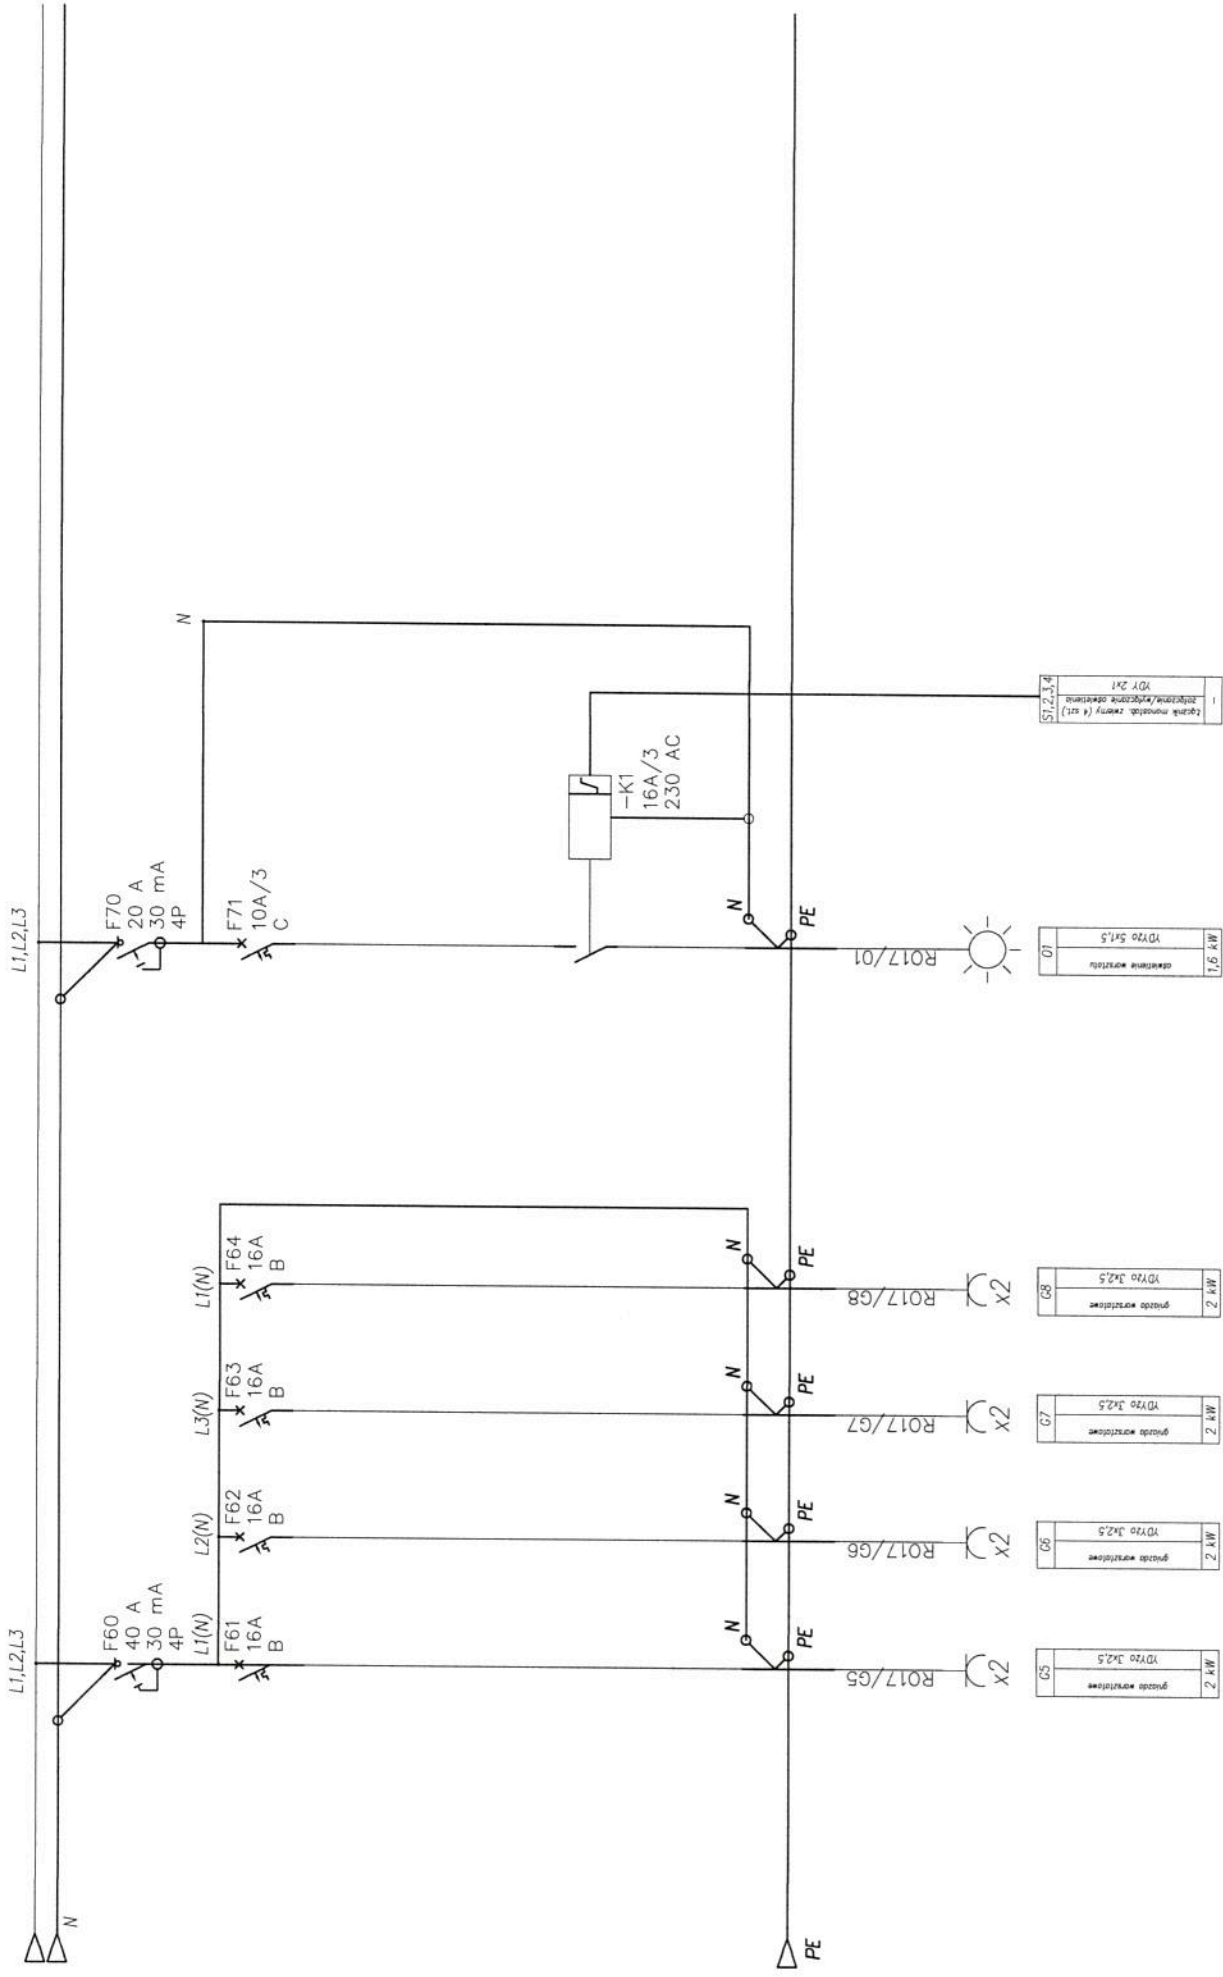 L1,L2,L3
L1,L2,L3
N
F60
40 A
30 mA
4P
F70
20 A
30 mA
4P
N
L1(N)
L2(N)
L3(N)
L1(N)
F61
16A
B
F62
16A
B
F63
16A
B
F64
16A
B
F71
10A/3
C
-K1
16A/3
230 AC
N
PE
N
PE
N
PE
N
PE
N
PE
PE
RO17/G5
RO17/G6
RO17/G7
RO17/G8
RO17/01
x2
x2
x2
x2
G5
gniazdo warsztatowe
YDYżo 3x2,5
2 kW
G6
gniazdo warsztatowe
YDYżo 3x2,5
2 kW
G7
gniazdo warsztatowe
YDYżo 3x2,5
2 kW
G8
gniazdo warsztatowe
YDYżo 3x2,5
2 kW
01
oświetlenie warsztatu
YDYżo 5x1,5
1,6 kW
S1,2,3,4
Łącznik monostab. zwierny (4 szt.)
załączanie/wyłączanie oświetlenia
YDY 2x1
-